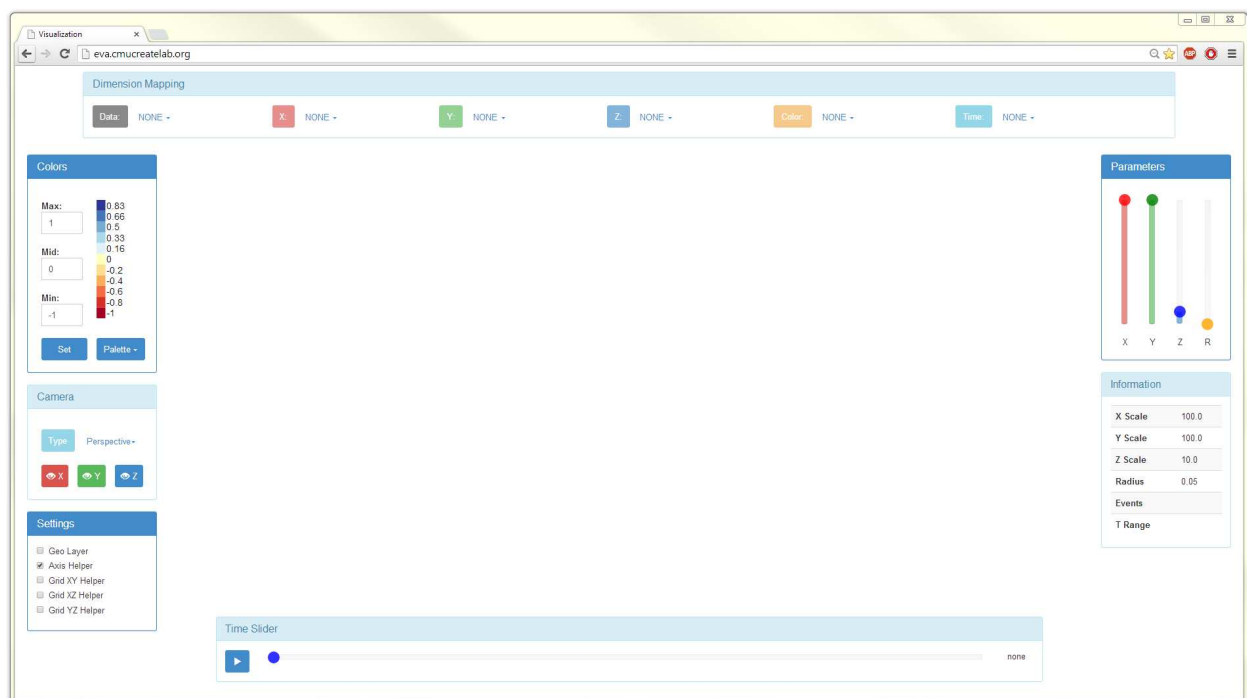 Visualization
eva.cmucreatelab.org
ABP
Dimension Mapping
Data: NONE X: NONE Y: NONE Z: NONE Color: NONE Time: NONE
Colors
Max:
1
Mid:
0
Min:
-1
0.83
0.66
0.5
0.33
0.16
0
-0.2
-0.4
-0.6
-0.8
-1
Set Palette
Camera
Type Perspective
X Y Z
Settings
Geo Layer
Axis Helper
Grid XY Helper
Grid XZ Helper
Grid YZ Helper
Time Slider
none
Parameters
X Y Z R
Information
X Scale 100.0
Y Scale 100.0
Z Scale 10.0
Radius 0.05
Events
T Range